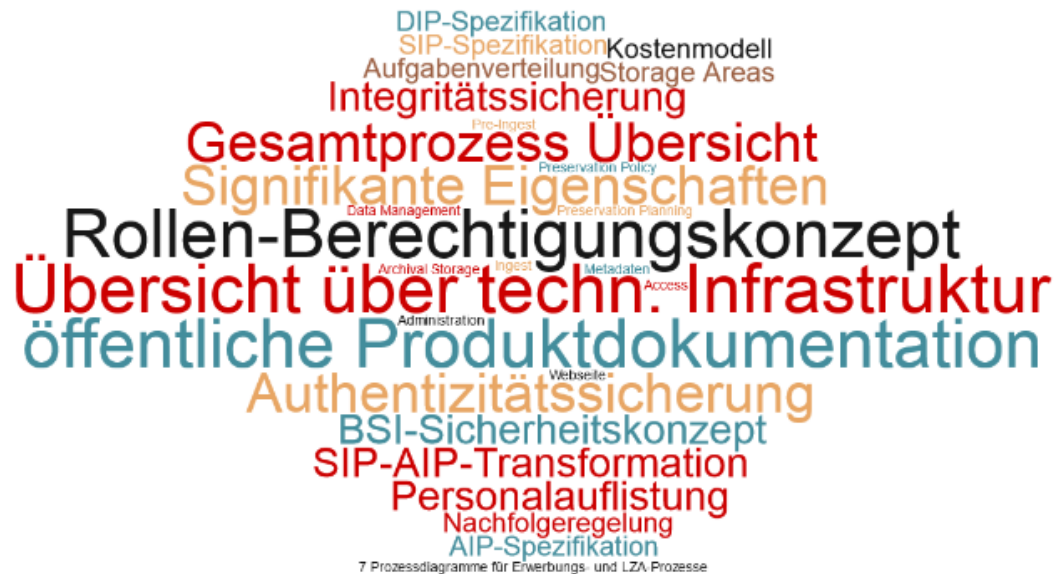 DIP-Spezifikation
SIP-Spezifikation Kostenmodell
Aufgabenverteilung Storage Areas
Integritätssicherung
Pre-Ingest
Gesamtprozess Übersicht
Preservation Policy
Signifikante Eigenschaften
Data Management Preservation Planning
Rollen-Berechtigungskonzept
Archival Storage Ingest Metadaten
Access
Übersicht über techn. Infrastruktur
Administration
öffentliche Produktdokumentation
Webseite
Authentizitätssicherung
BSI-Sicherheitskonzept
SIP-AIP-Transformation
Personalauflistung
Nachfolgeregelung
AIP-Spezifikation
7 Prozessdiagramme für Erwerbungs- und LZA-Prozesse